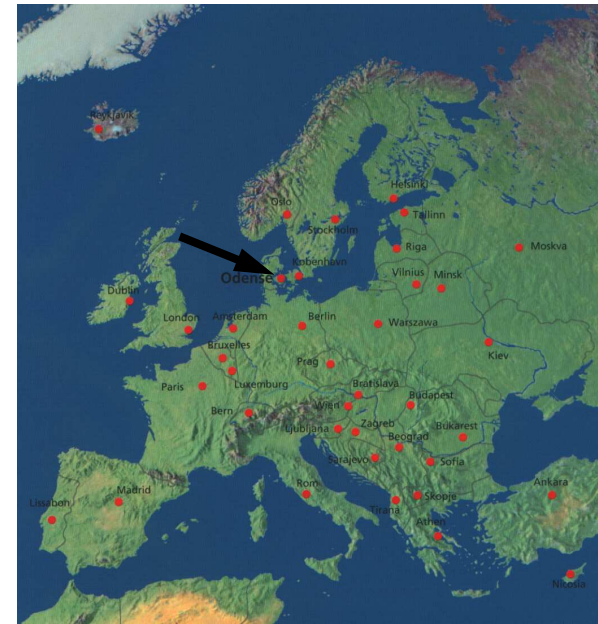 Reykjavik
Helsinki
Oslo
Tallinn
Stockholm
Riga
Moskva
København
Odense
Vilnius
Minsk
Dublin
London
Amsterdam
Berlin
Warszawa
Bruxelles
Kiev
Prag
Paris
Luxemburg
Bratislava
Budapest
Wien
Bern
Ljubljana
Zagreb
Bukarest
Beograd
Sarajevo
Sofia
Ankara
Rom
Madrid
Skopje
Lissabon
Tirana
Athen
Nicosia